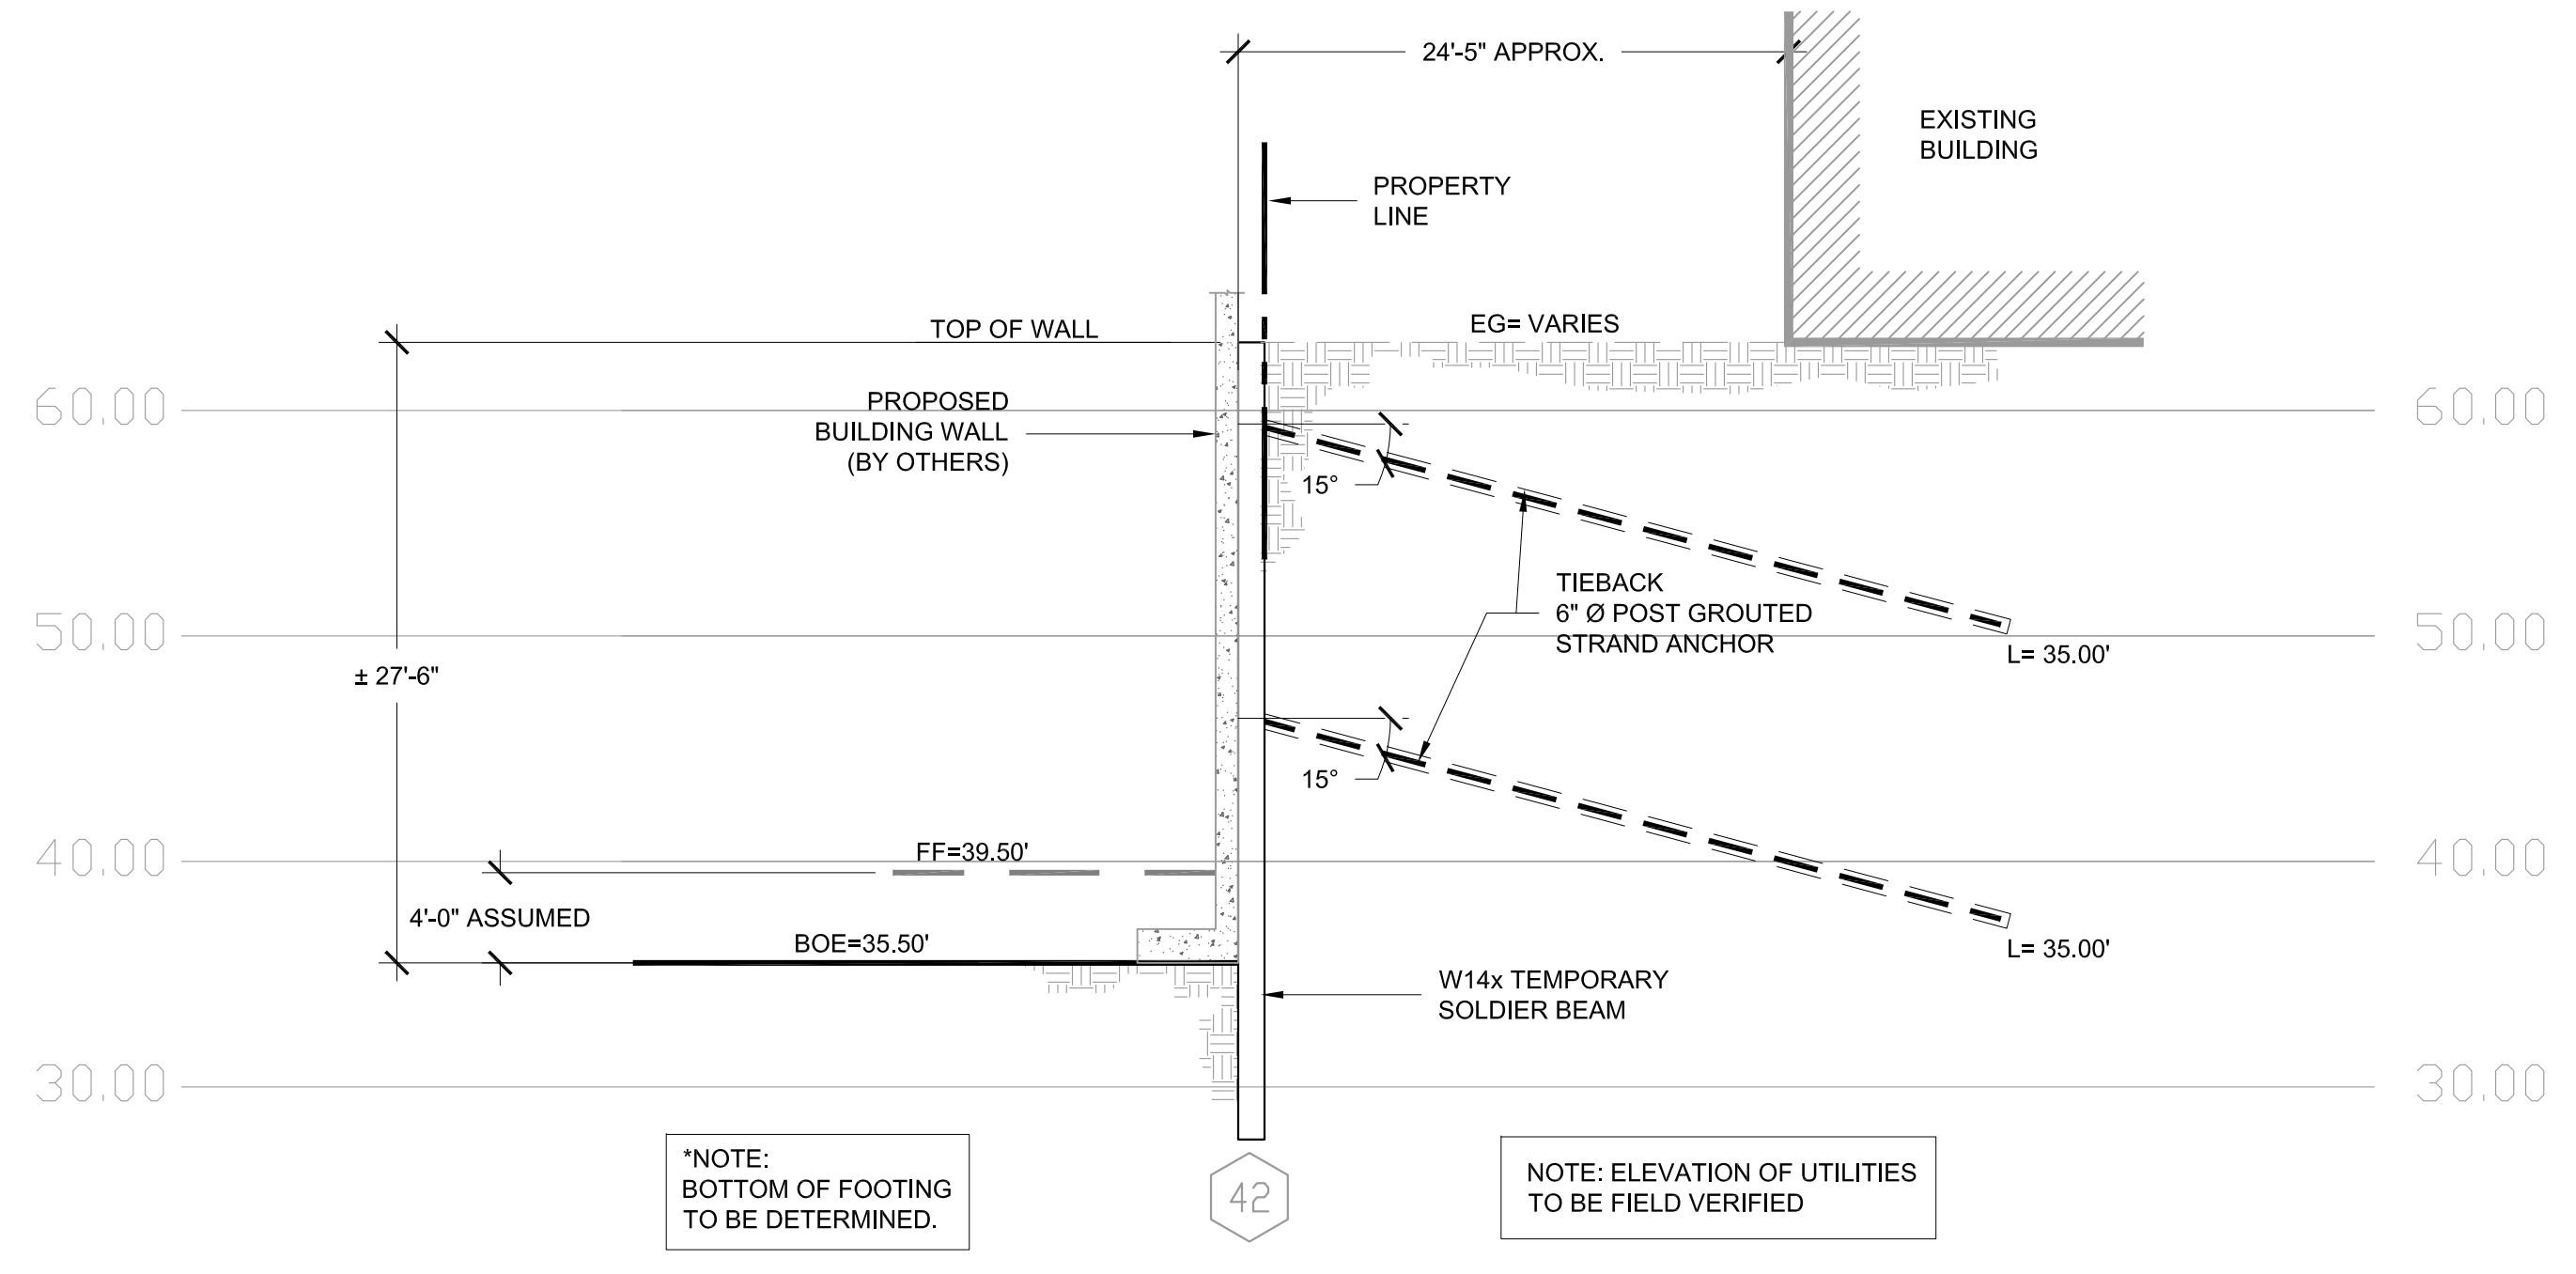 24'-5" APPROX.
EXISTING
BUILDING
PROPERTY
LINE
TOP OF WALL
EG= VARIES
60.00
PROPOSED
BUILDING WALL
(BY OTHERS)
60.00
15°
TIEBACK
6" Ø POST GROUTED
STRAND ANCHOR
50.00
50.00
L= 35.00'
± 27'-6"
15°
40.00
FF=39.50'
40.00
4'-0" ASSUMED
BOE=35.50'
L= 35.00'
W14x TEMPORARY
SOLDIER BEAM
30.00
30.00
*NOTE:
BOTTOM OF FOOTING
TO BE DETERMINED.
42
NOTE: ELEVATION OF UTILITIES
TO BE FIELD VERIFIED